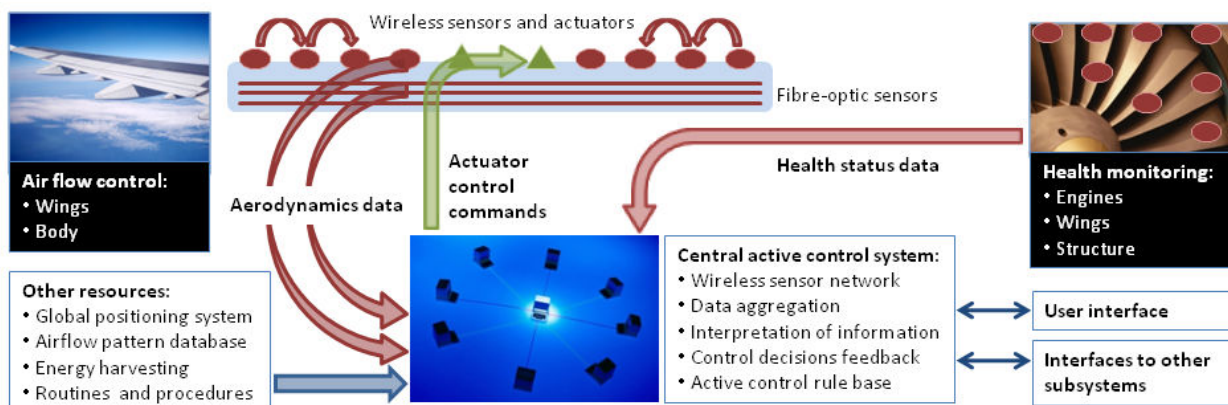 Wireless sensors and actuators
Fibre-optic sensors
Air flow control:
• Wings
• Body
Aerodynamics data
Actuator
control
commands
Health status data
Health monitoring:
• Engines
• Wings
• Structure
Other resources:
• Global positioning system
• Airflow pattern database
• Energy harvesting
• Routines and procedures
Central active control system:
• Wireless sensor network
• Data aggregation
• Interpretation of information
• Control decisions feedback
• Active control rule base
User interface
Interfaces to other
subsystems